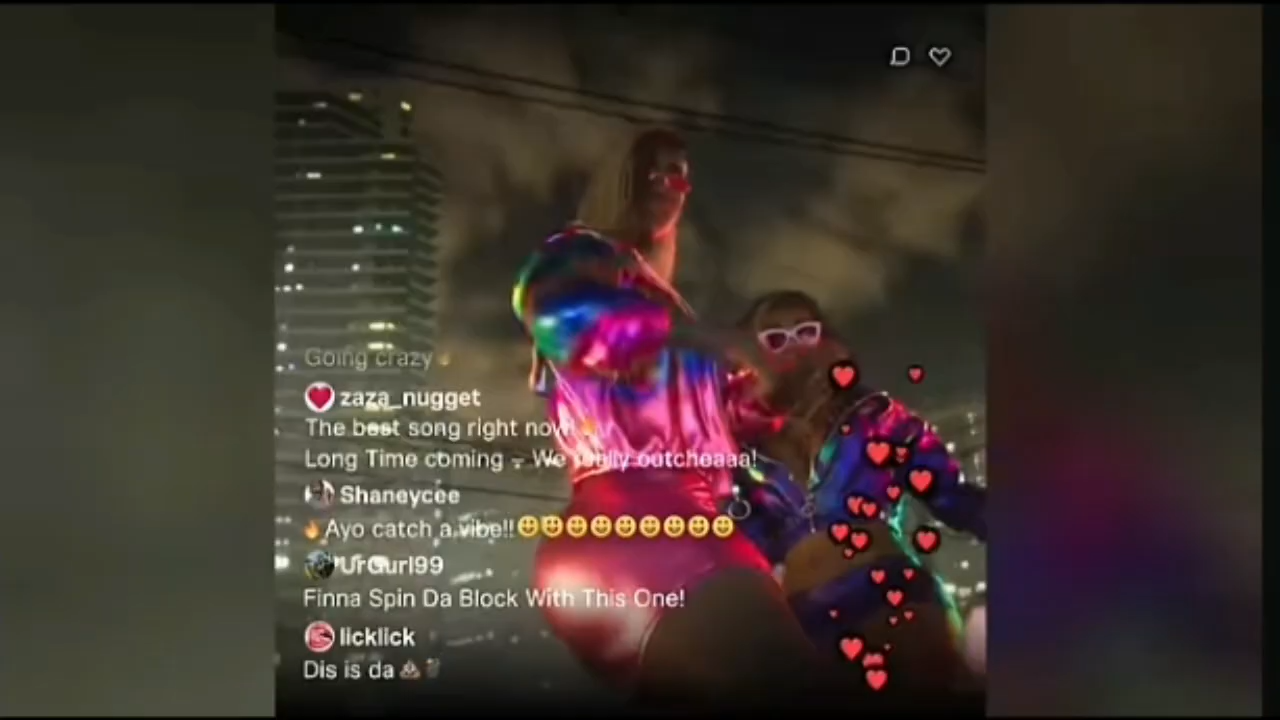 Going crazy
zaza_nugget
The best song right now!
Long Time coming - We really outcheaaa!
Shaneycee
🔥Ayo catch a vibe!!😃😃😃😃😃😃😃😃😃
UrGurl99
Finna Spin Da Block With This One!
licklick
Dis is da💩